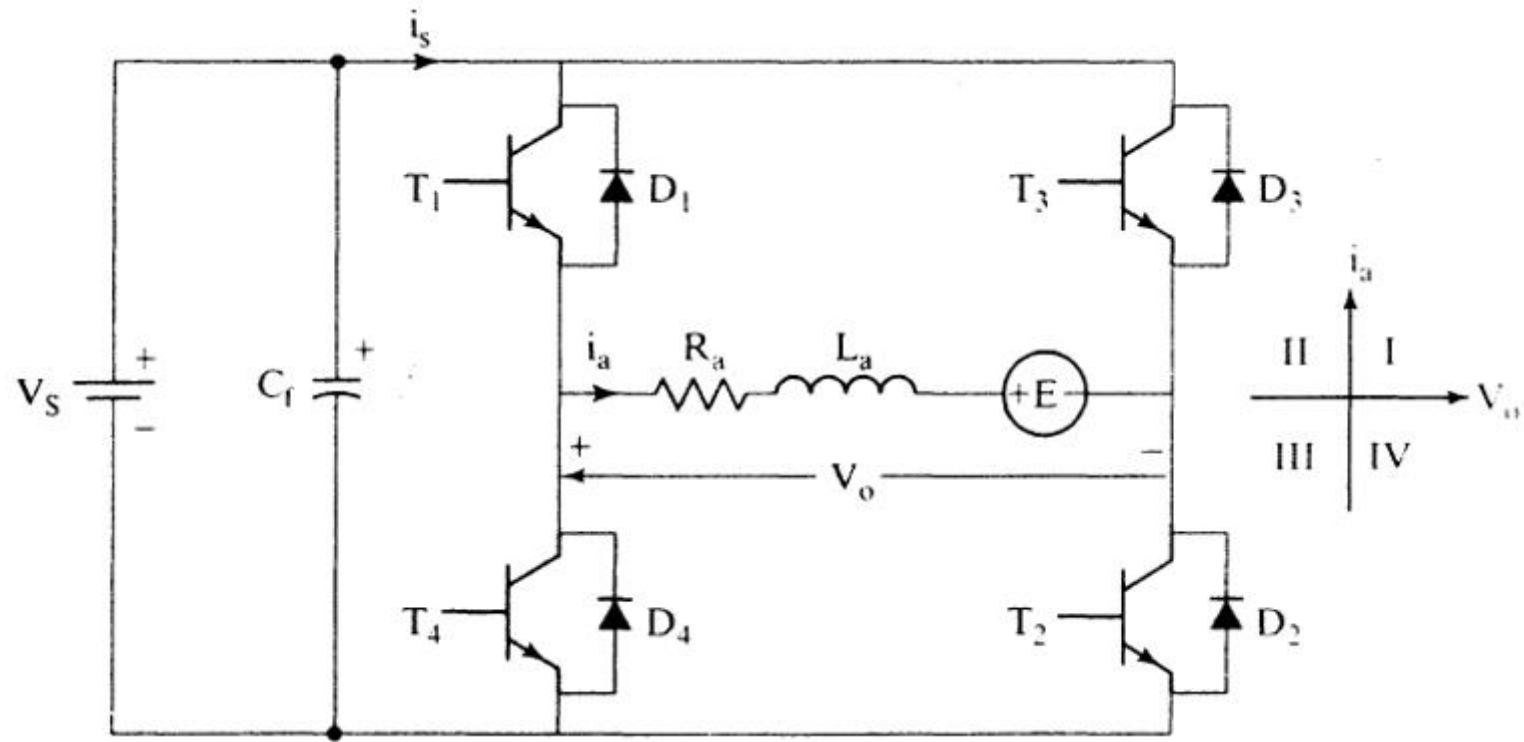 i_s
T_1
D_1
T_3
D_3
i_a
V_S
+
−
C_f
+
i_a
R_a
L_a
+E−
II
I
V_o
III
IV
+
−
V_o
T_4
D_4
T_2
D_2